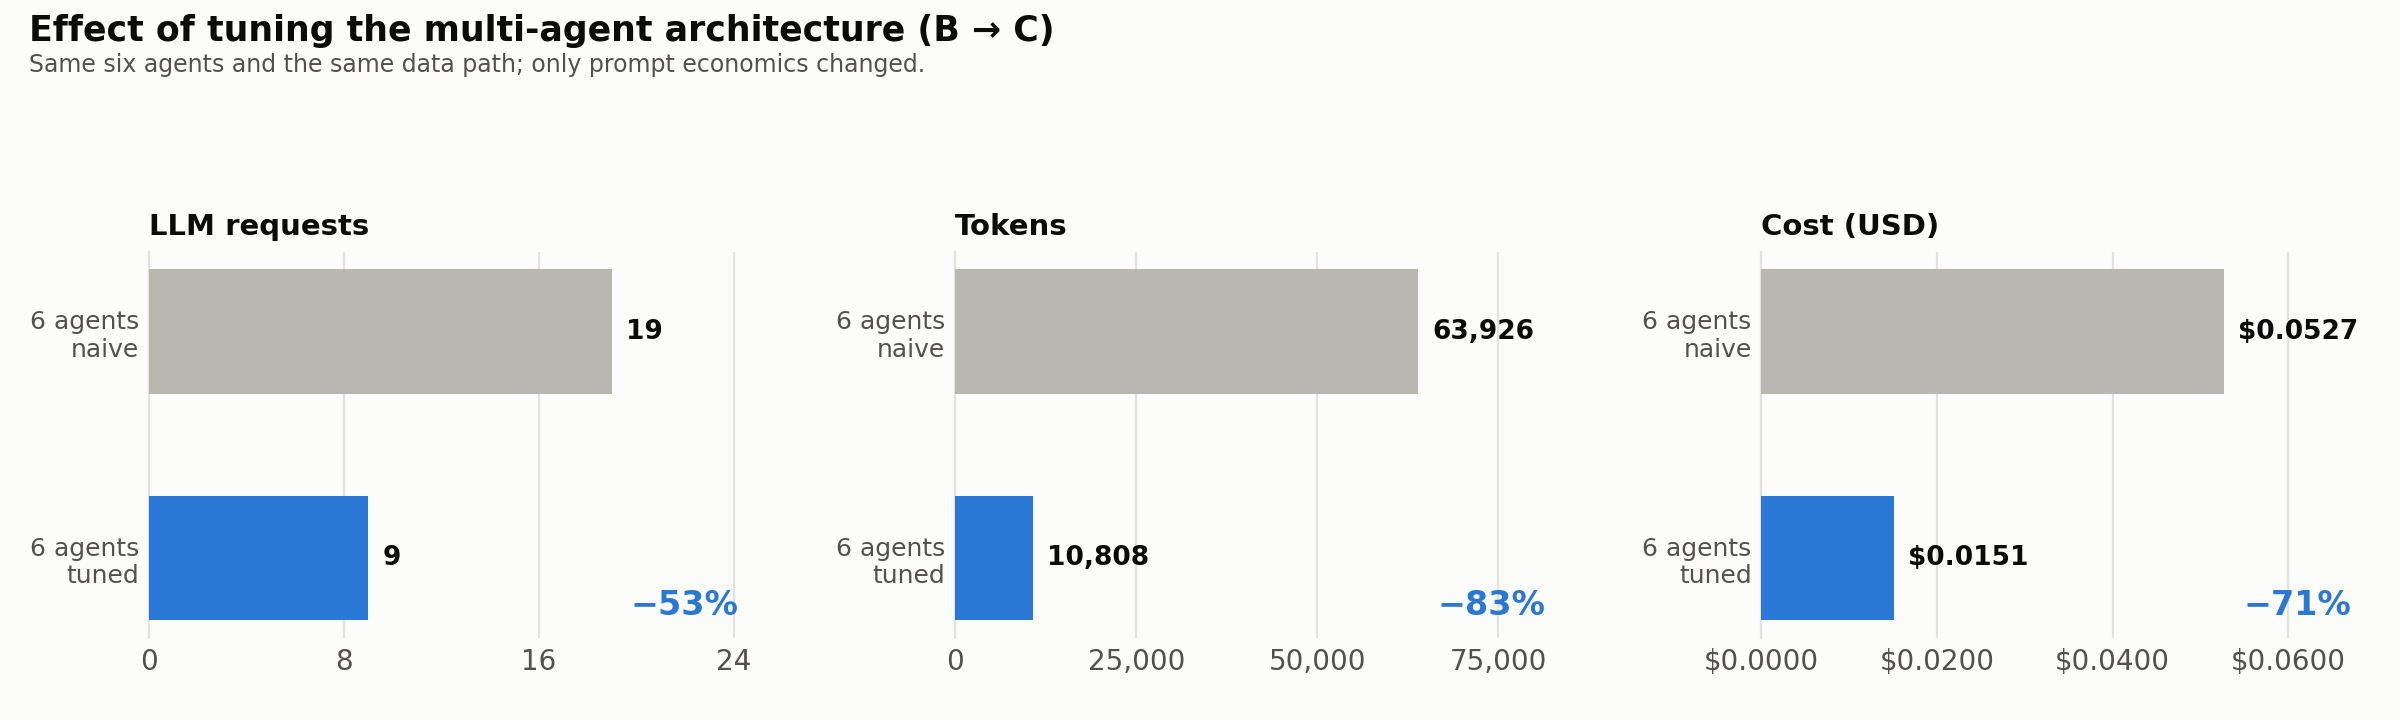 Effect of tuning the multi-agent architecture (B → C)
Same six agents and the same data path; only prompt economics changed.
LLM requests
6 agents
naive
19
6 agents
tuned
9
−53%
0 8 16 24
Tokens
6 agents
naive
63,926
6 agents
tuned
10,808
−83%
0 25,000 50,000 75,000
Cost (USD)
6 agents
naive
$0.0527
6 agents
tuned
$0.0151
−71%
$0.0000 $0.0200 $0.0400 $0.0600